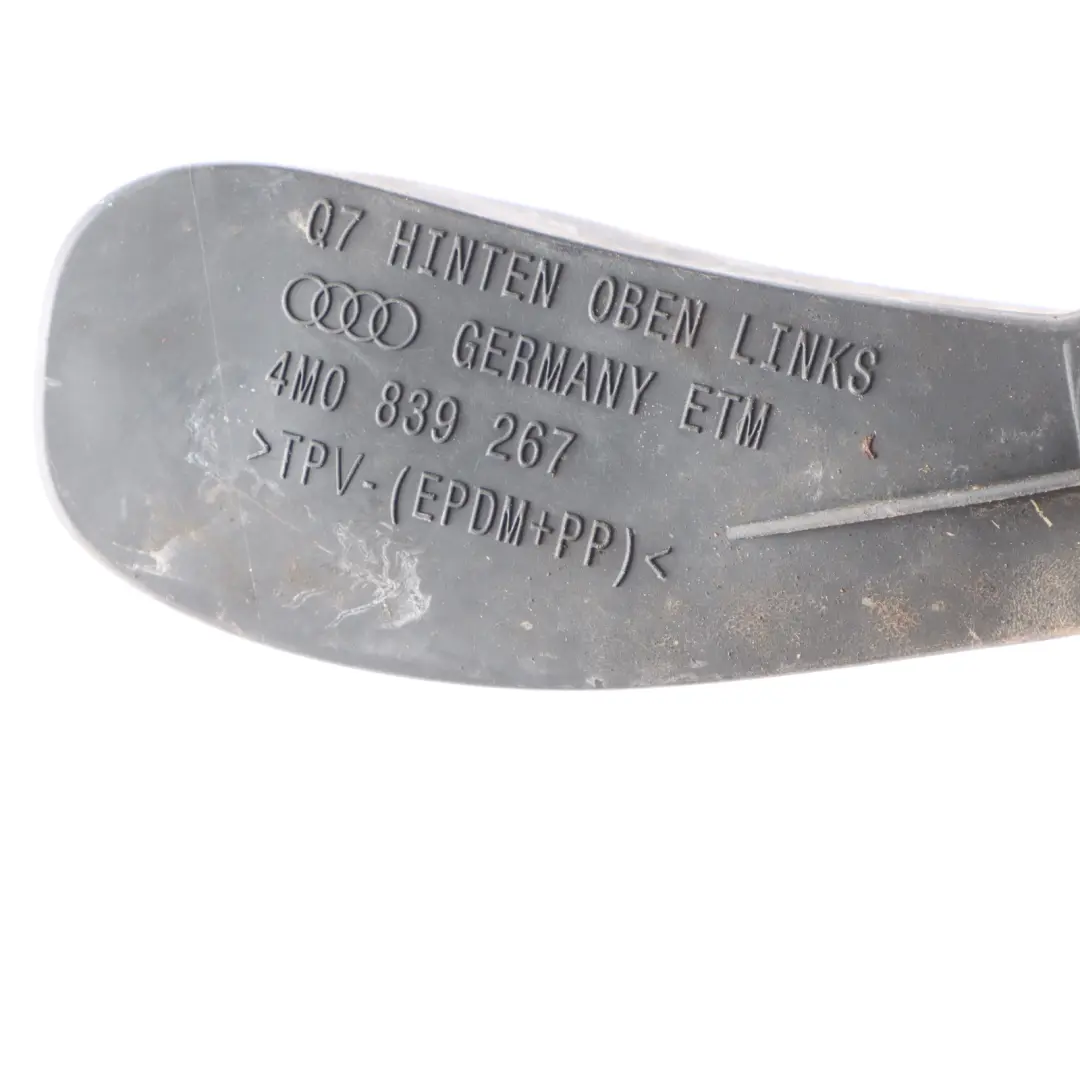 Q7 HINTEN OBEN LINKS
GERMANY ETM
4M0 839 267
>TPV-(EPDM+PP)<